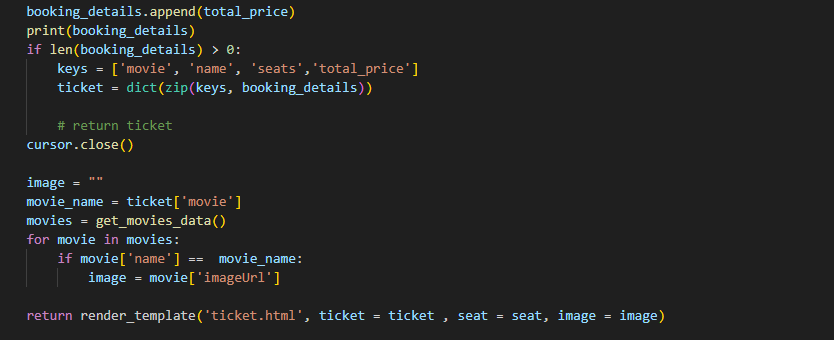 booking_details.append(total_price)
print(booking_details)
if len(booking_details) > 0:
    keys = ['movie', 'name', 'seats','total_price']
    ticket = dict(zip(keys, booking_details))

    # return ticket
cursor.close()

image = ""
movie_name = ticket['movie']
movies = get_movies_data()
for movie in movies:
    if movie['name'] ==  movie_name:
        image = movie['imageUrl']

return render_template('ticket.html', ticket = ticket , seat = seat, image = image)